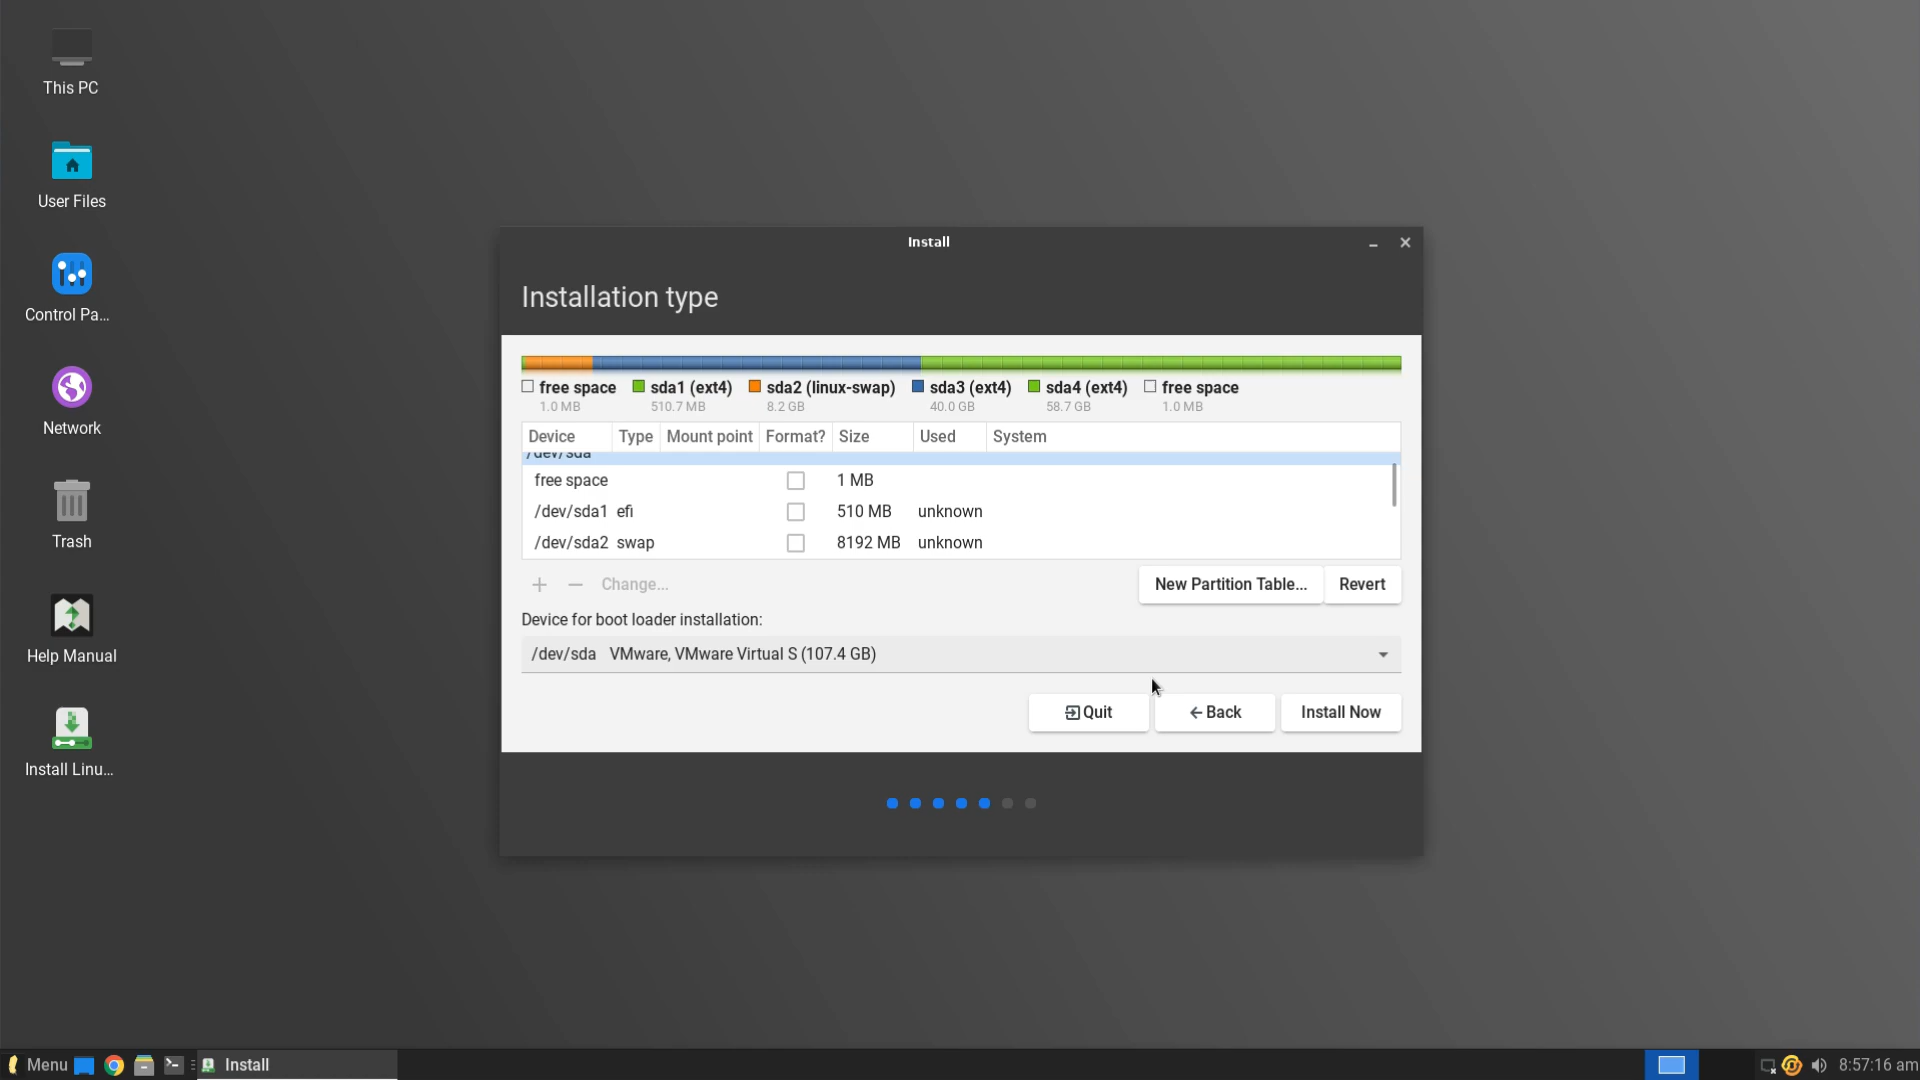 This PC
User Files
Control Pa...
Network
Trash
Help Manual
Install Linu...
Install
Installation type
free space sda1 (ext4) sda2 (linux-swap) sda3 (ext4) sda4 (ext4) free space
1.0 MB 510.7 MB 8.2 GB 40.0 GB 58.7 GB 1.0 MB
Device Type Mount point Format? Size Used System
/dev/sda
free space 1 MB
/dev/sda1 efi 510 MB unknown
/dev/sda2 swap 8192 MB unknown
+ − Change... New Partition Table... Revert
Device for boot loader installation:
/dev/sda VMware, VMware Virtual S (107.4 GB)
Quit Back Install Now
Menu Install 8:57:16 am